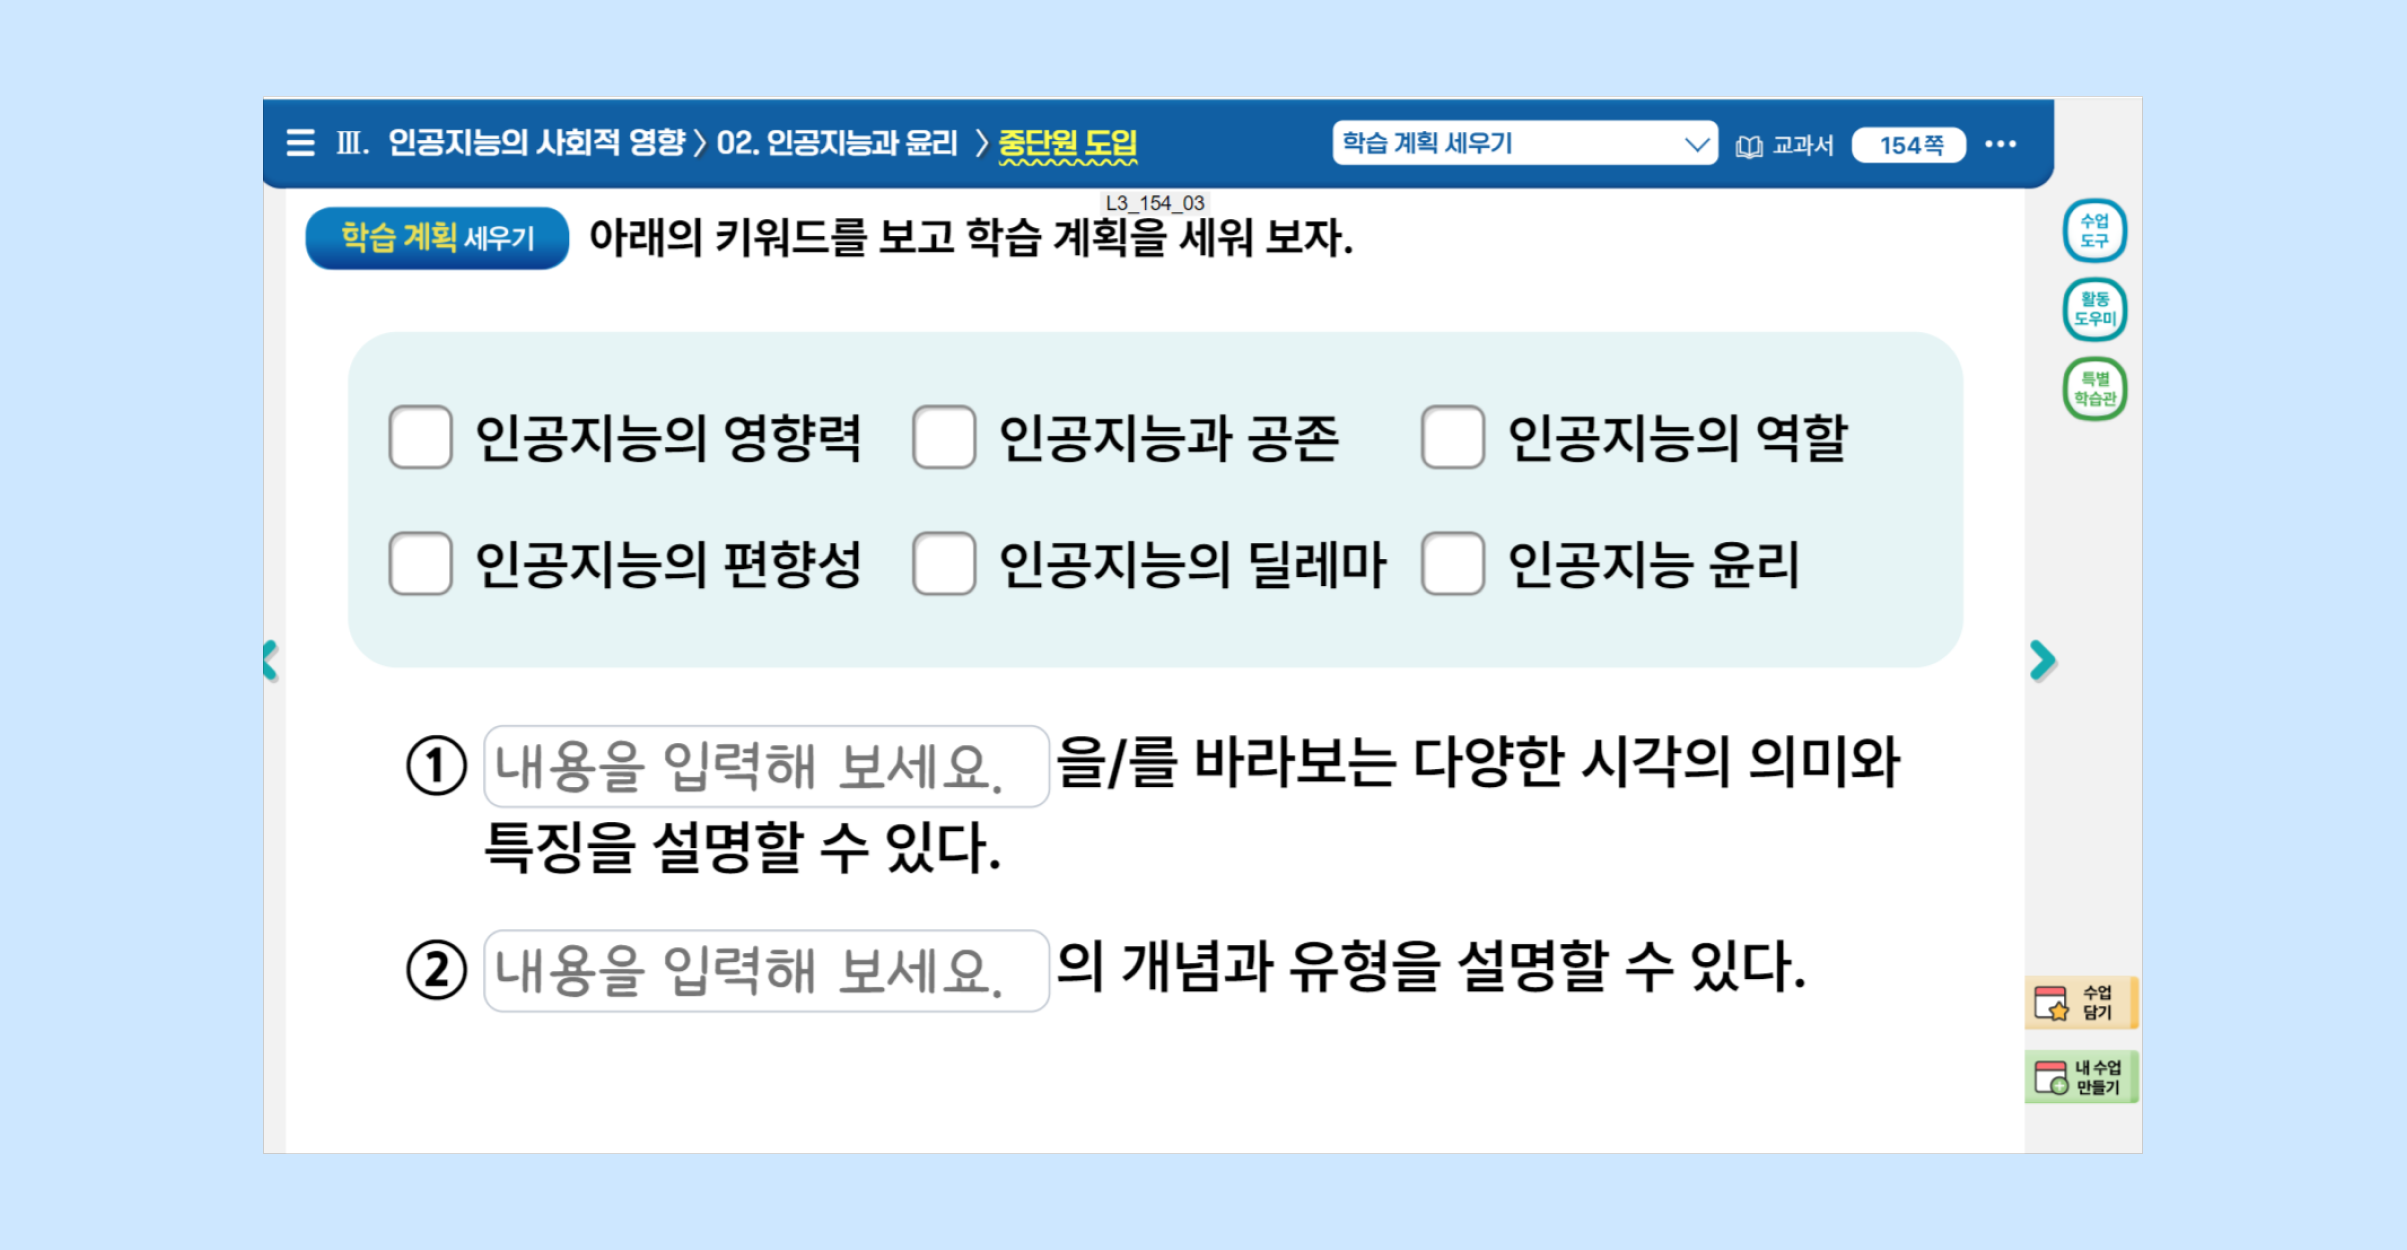 Ⅲ. 인공지능의 사회적 영향 〉 02. 인공지능과 윤리 〉 중단원 도입
학습 계획 세우기
교과서
154쪽
L3_154_03
학습 계획 세우기 아래의 키워드를 보고 학습 계획을 세워 보자.
수업
도구
활동
도우미
특별
학습관
인공지능의 영향력 인공지능과 공존 인공지능의 역할
인공지능의 편향성 인공지능의 딜레마 인공지능 윤리
① 내용을 입력해 보세요. 을/를 바라보는 다양한 시각의 의미와
특징을 설명할 수 있다.
② 내용을 입력해 보세요. 의 개념과 유형을 설명할 수 있다.
수업
담기
내 수업
만들기